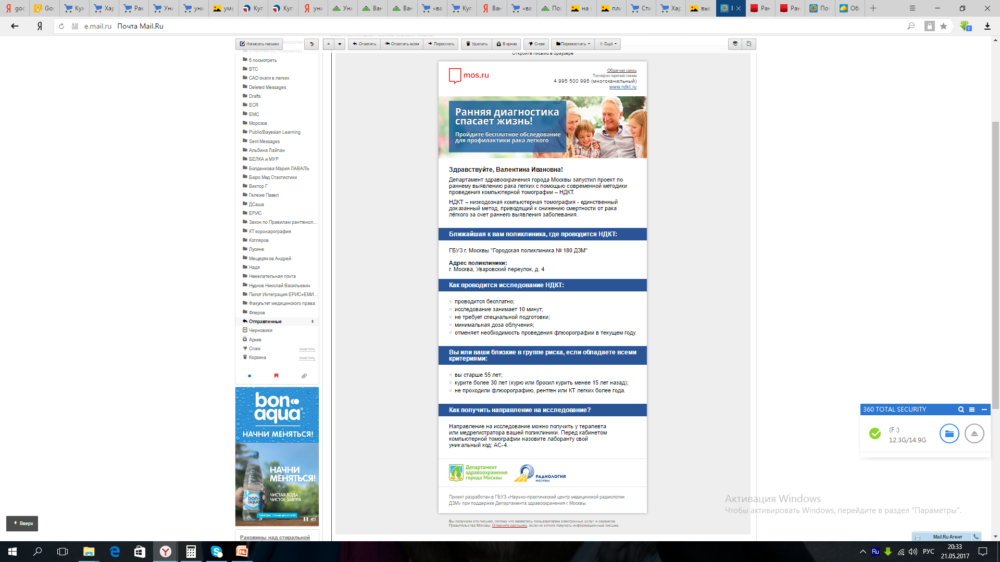 goc
Goc
Кух
Хар
Рак
Уни
уни
умы
Куп
Куп
уни
Уни
Ван
Ван
«ва
Куп
Ван
«ва
Пои
на к
пли
Сти
Хар
выс
Ран
Ран
Поч
Обл
e.mail.ru Почта Mail.Ru
Написать письмо
Ответить
Ответить всем
Переслать
Удалить
В архив
Спам
Переместить
Ещё
Откройте письмо в браузере
6 посмотреть
BTC
CAD очаги в легких
Deleted Messages
Drafts
ECR
EMC
Морозов
Public/Bayesian Learning
Sent Messages
Альбина Лайпан
БЕЛКА и МУР
Болденкова Мария ЛАВАЛЬ
Бюро Мед Стастистики
Виктор Г
Гележе Павел
ДСаша
ЕРИС
Закон по Правилам рантгенол...
КТ коронарография
Котляров
Лусине
Мещеряков Андрей
Надя
Нежелательная почта
Нуднов Николай Васильевич
Пилот Интеграция ЕРИС+ЕМИ...
Факультет медицинского права
Флеров
Отправленные 3
Черновики
Архив
Спам очистить
Корзина очистить
bon
aqua
НАЧНИ МЕНЯТЬСЯ!
НАЧНИ
МЕНЯТЬСЯ!
ЧИСТАЯ ВОДА
ЧИСТОЕ ЗАВТРА
bon
aqua
Раковины над стиральной
Вверх
mos.ru
Обратная связь
Телефон горячей линии
4 995 500 995 (многоканальный)
www.ndkt.ru
Ранняя диагностика
спасает жизнь!
Пройдите бесплатное обследование
для профилактики рака легкого
Здравствуйте, Валентина Ивановна!
Департамент здравоохранения города Москвы запустил проект по
раннему выявлению рака легких с помощью современной методики
проведения компьютерной томографии – НДКТ.
НДКТ – низкодозная компьютерная томография - единственный
доказанный метод, приводящий к снижению смертности от рака
лёгкого за счет раннего выявления заболевания.
Ближайшая к вам поликлиника, где проводится НДКТ:
ГБУЗ г. Москвы "Городская поликлиника № 180 ДЗМ"
Адрес поликлиники:
г. Москва, Уваровский переулок, д. 4
Как проводится исследование НДКТ:
проводится бесплатно;
исследование занимает 10 минут;
не требует специальной подготовки;
минимальная доза облучения;
отменяет необходимость проведения флюорографии в текущем году.
Вы или ваши близкие в группе риска, если обладаете всеми
критериями:
вы старше 55 лет;
курите более 30 лет (курю или бросил курить менее 15 лет назад);
не проходили флюорографию, рентген или КТ легких более года.
Как получить направление на исследование?
Направление на исследование можно получить у терапевта
или медрегистратора вашей поликлиники. Перед кабинетом
компьютерной томографии назовите лаборанту свой
уникальный код: АС-4.
Департамент
здравоохранения
города Москвы
РАДИОЛОГИЯ
МОСКВЫ
Проект разработан в ГБУЗ «Научно-практический центр медицинской радиологии
ДЗМ» при поддержке Департамента здравоохранения г. Москвы.
Вы получили это письмо, потому что являетесь пользователем электронных услуг и сервисов
Правительства Москвы. Отмените рассылку, если не хотите получать информационные письма.
360 TOTAL SECURITY
(F:)
12.3G/14.9G
Активация Windows
Чтобы активировать Windows, перейдите в раздел "Параметры".
Mail.Ru Агент
Ru
РУС
20:33
21.05.2017